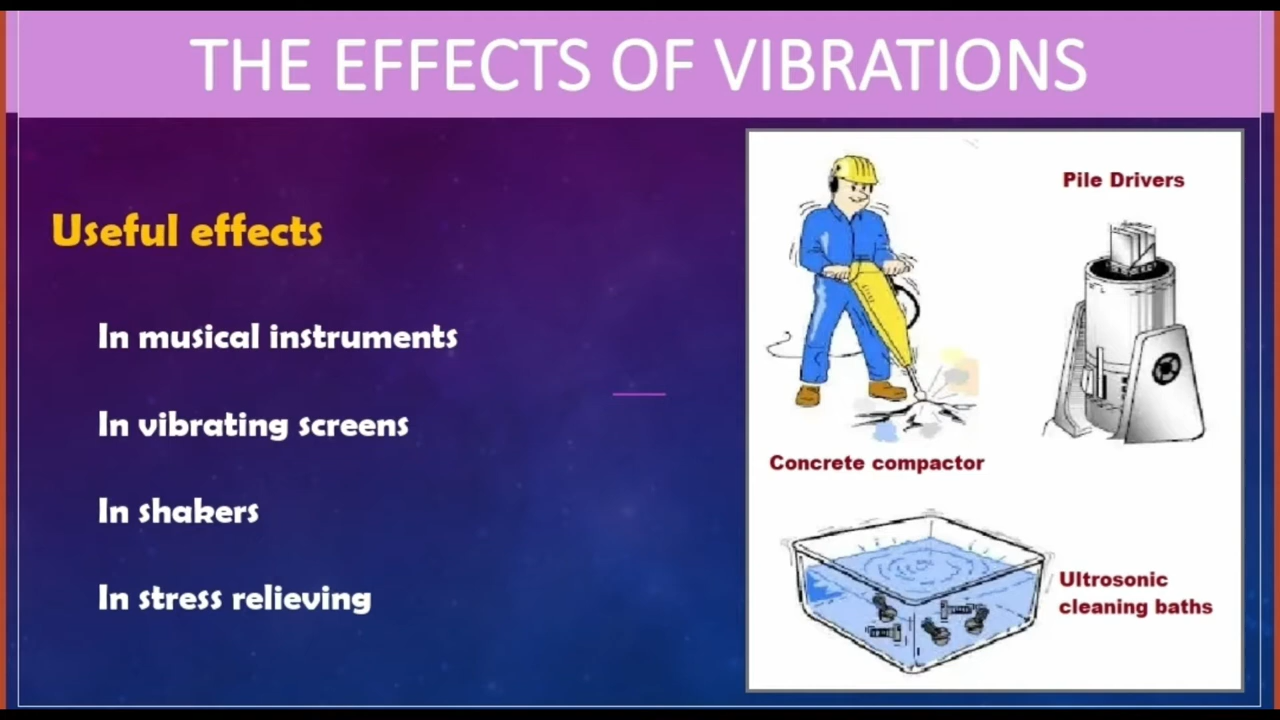 THE EFFECTS OF VIBRATIONS
Useful effects
In musical instruments
In vibrating screens
In shakers
In stress relieving
Pile Drivers
Concrete compactor
Ultrosonic
cleaning baths